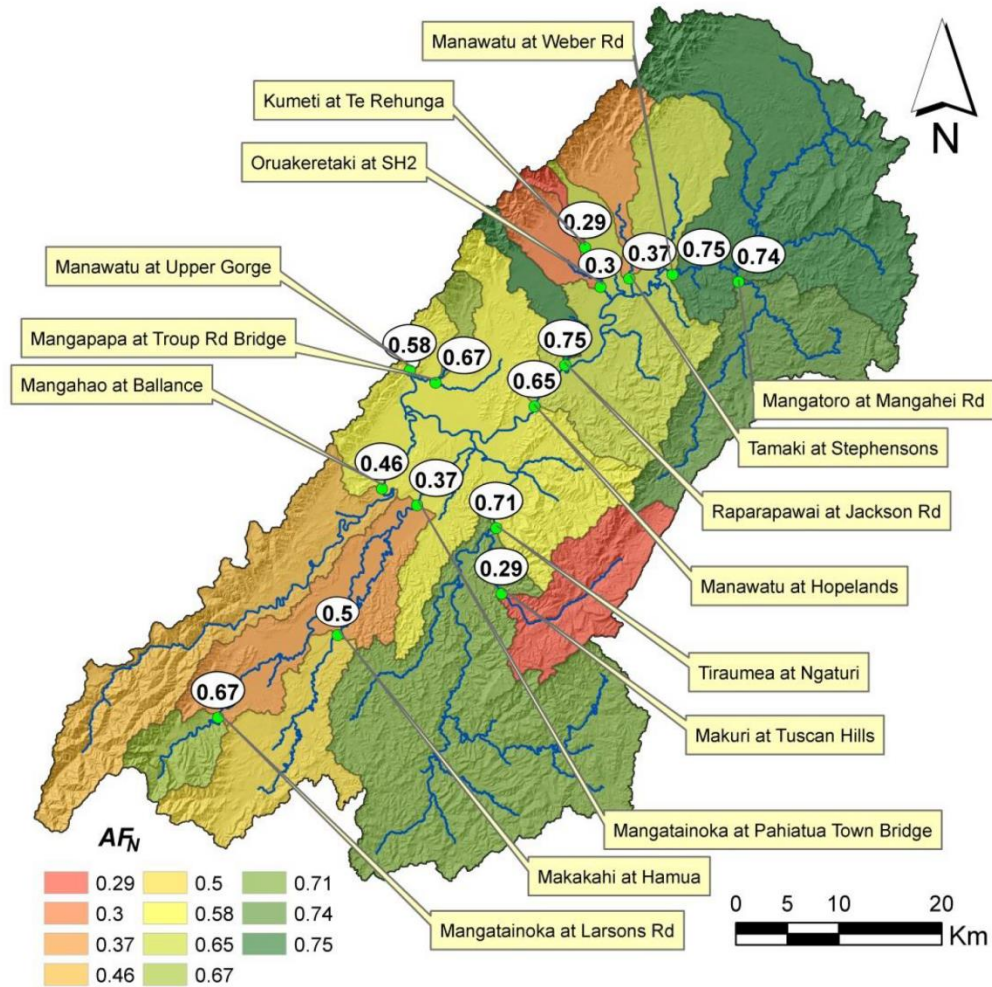 Manawatu at Weber Rd
Kumeti at Te Rehunga
Oruakeretaki at SH2
N
Manawatu at Upper Gorge
Mangapapa at Troup Rd Bridge
Mangahao at Ballance
0.29
0.3
0.37
0.75
0.74
0.58
0.67
0.75
0.65
0.46
0.37
0.71
0.29
0.5
0.67
Mangatoro at Mangahei Rd
Tamaki at Stephensons
Raparapawai at Jackson Rd
Manawatu at Hopelands
Tiraumea at Ngaturi
Makuri at Tuscan Hills
Mangatainoka at Pahiatua Town Bridge
Makakahi at Hamua
Mangatainoka at Larsons Rd
AFN
0.29 0.5 0.71
0.3 0.58 0.74
0.37 0.65 0.75
0.46 0.67
0 5 10 20
Km